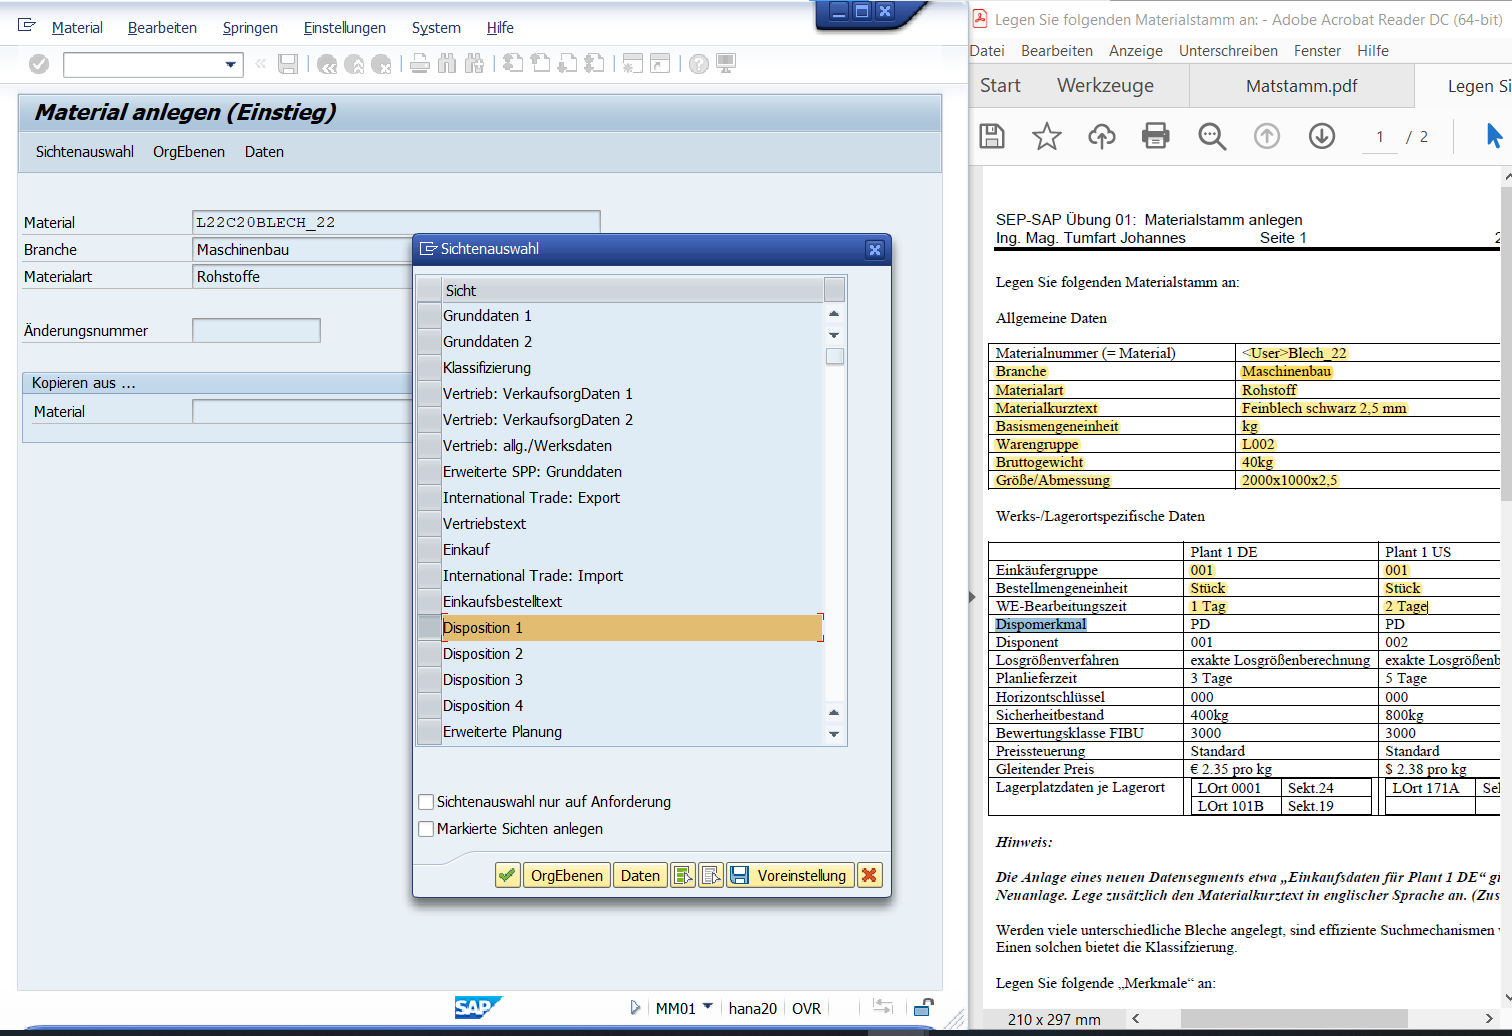 Material Bearbeiten Springen Einstellungen System Hilfe
Material anlegen (Einstieg)
Sichtenauswahl OrgEbenen Daten
Material L22C20BLECH_22
Branche Maschinenbau
Materialart Rohstoffe
Änderungsnummer
Kopieren aus ...
Material
Sichtenauswahl
Sicht
Grunddaten 1
Grunddaten 2
Klassifizierung
Vertrieb: VerkaufsorgDaten 1
Vertrieb: VerkaufsorgDaten 2
Vertrieb: allg./Werksdaten
Erweiterte SPP: Grunddaten
International Trade: Export
Vertriebstext
Einkauf
International Trade: Import
Einkaufsbestelltext
Disposition 1
Disposition 2
Disposition 3
Disposition 4
Erweiterte Planung
Sichtenauswahl nur auf Anforderung
Markierte Sichten anlegen
OrgEbenen Daten Voreinstellung
SAP MM01 hana20 OVR
Legen Sie folgenden Materialstamm an: - Adobe Acrobat Reader DC (64-bit)
Datei Bearbeiten Anzeige Unterschreiben Fenster Hilfe
Start Werkzeuge Matstamm.pdf Legen Si
1 / 2
SEP-SAP Übung 01: Materialstamm anlegen
Ing. Mag. Tumfart Johannes Seite 1 2
Legen Sie folgenden Materialstamm an:
Allgemeine Daten
Materialnummer (= Material) <User>Blech_22
Branche Maschinenbau
Materialart Rohstoff
Materialkurztext Feinblech schwarz 2,5 mm
Basismengeneinheit kg
Warengruppe L002
Bruttogewicht 40kg
Größe/Abmessung 2000x1000x2,5
Werks-/Lagerortspezifische Daten
Plant 1 DE Plant 1 US
Einkäufergruppe 001 001
Bestellmengeneinheit Stück Stück
WE-Bearbeitungszeit 1 Tag 2 Tage
Dispomerkmal PD PD
Disponent 001 002
Losgrößenverfahren exakte Losgrößenberechnung exakte Losgrößenb
Planlieferzeit 3 Tage 5 Tage
Horizontschlüssel 000 000
Sicherheitbestand 400kg 800kg
Bewertungsklasse FIBU 3000 3000
Preissteuerung Standard Standard
Gleitender Preis € 2.35 pro kg $ 2.38 pro kg
Lagerplatzdaten je Lagerort LOrt 0001 Sekt.24 LOrt 171A Sel
LOrt 101B Sekt.19
Hinweis:
Die Anlage eines neuen Datensegments etwa „Einkaufsdaten für Plant 1 DE“ gi
Neuanlage. Lege zusätzlich den Materialkurztext in englischer Sprache an. (Zus
Werden viele unterschiedliche Bleche angelegt, sind effiziente Suchmechanismen
Einen solchen bietet die Klassifzierung.
Legen Sie folgende „Merkmale“ an:
210 x 297 mm